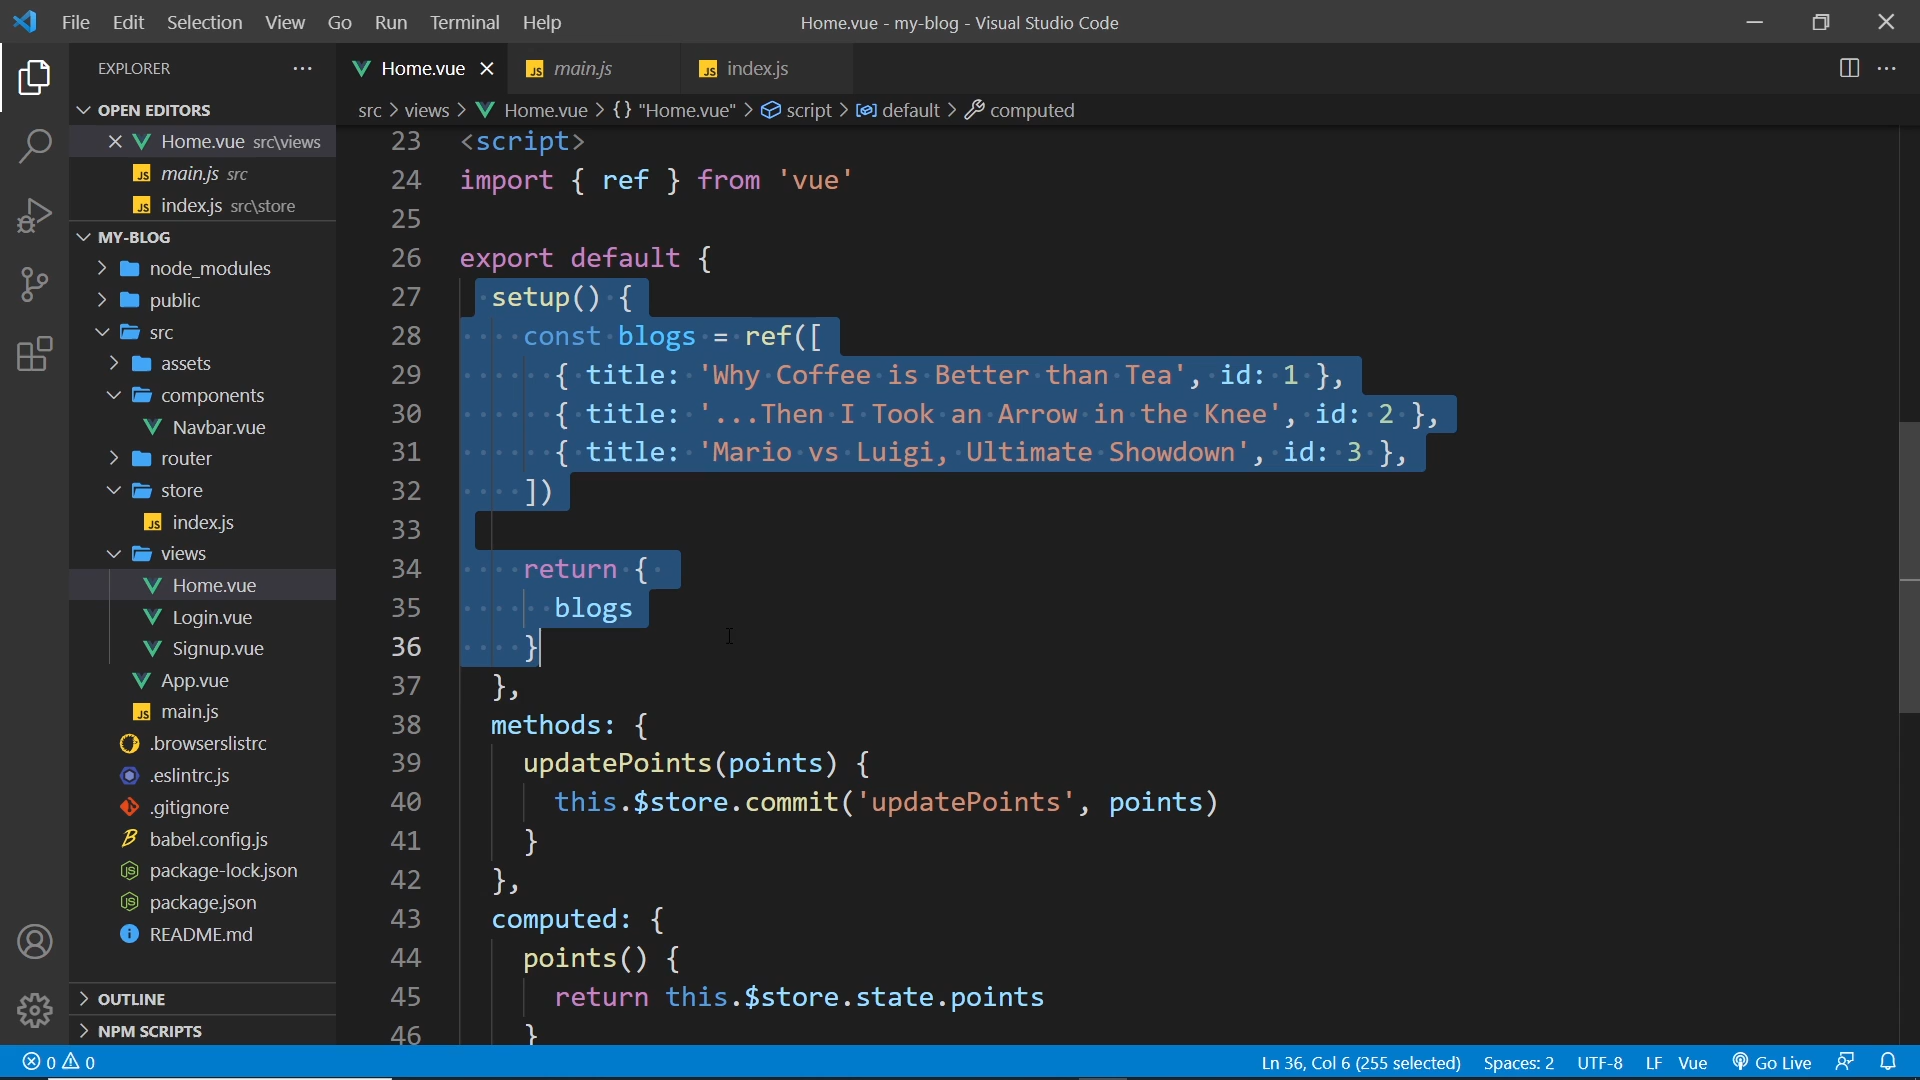 File Edit Selection View Go Run Terminal Help
Home.vue - my-blog - Visual Studio Code
EXPLORER
OPEN EDITORS
Home.vue src\views
main.js src
index.js src\store
MY-BLOG
node_modules
public
src
assets
components
Navbar.vue
router
store
index.js
views
Home.vue
Login.vue
Signup.vue
App.vue
main.js
.browserslistrc
.eslintrc.js
.gitignore
babel.config.js
package-lock.json
package.json
README.md
OUTLINE
NPM SCRIPTS
Home.vue main.js index.js
src > views > Home.vue > {} "Home.vue" > script > default > computed
23 <script>
24 import { ref } from 'vue'
25
26 export default {
27 setup() {
28 const blogs = ref([
29 { title: 'Why Coffee is Better than Tea', id: 1 },
30 { title: '...Then I Took an Arrow in the Knee', id: 2 },
31 { title: 'Mario vs Luigi, Ultimate Showdown', id: 3 },
32 ])
33
34 return {
35 blogs
36 }
37 },
38 methods: {
39 updatePoints(points) {
40 this.$store.commit('updatePoints', points)
41 }
42 },
43 computed: {
44 points() {
45 return this.$store.state.points
46 }
0 0
Ln 36, Col 6 (255 selected) Spaces: 2 UTF-8 LF Vue Go Live